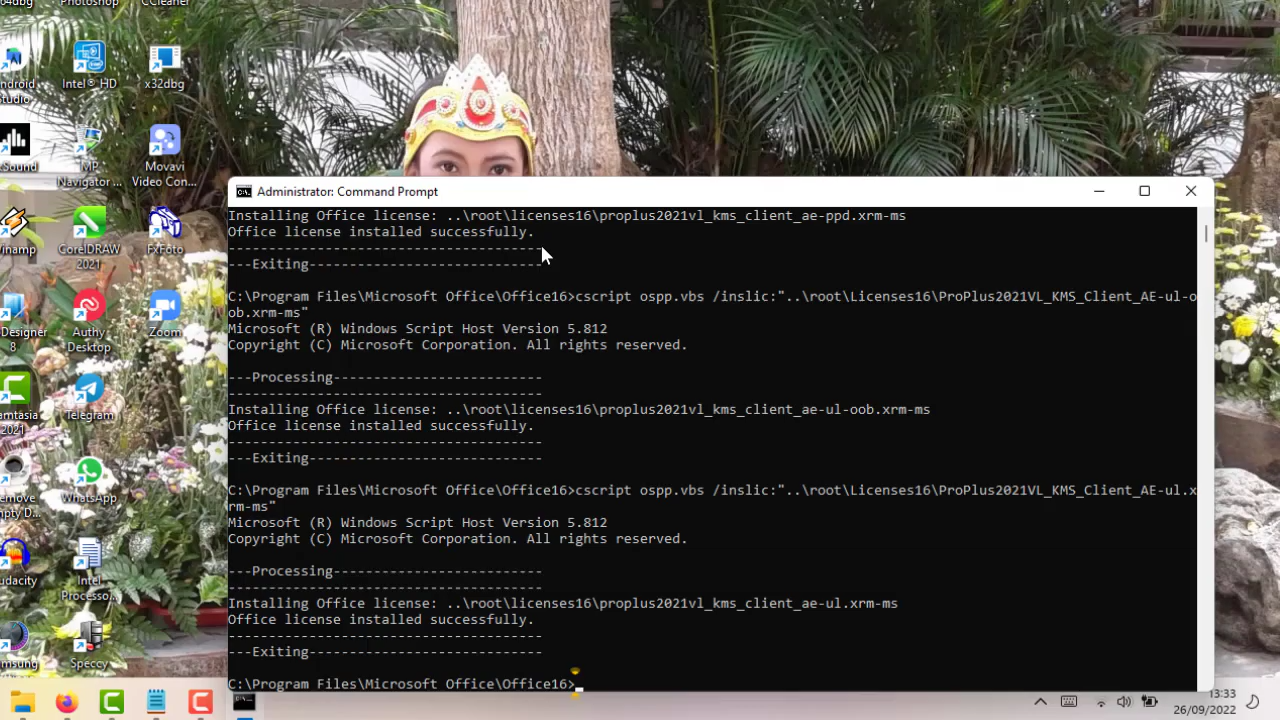 Photoshop
CCleaner
Intel® HD
x32dbg
Studio
MP
Navigator ...
Movavi
Video Con...
CorelDRAW
2021
FxFoto
Designer
8
Authy
Desktop
Zoom
2021
Telegram
WhatsApp
Intel
Processo...
Speccy
Administrator: Command Prompt
Installing Office license: ..\root\licenses16\proplus2021vl_kms_client_ae-ppd.xrm-ms
Office license installed successfully.
---------------------------------------
---Exiting-----------------------------
C:\Program Files\Microsoft Office\Office16>cscript ospp.vbs /inslic:"..\root\Licenses16\ProPlus2021VL_KMS_Client_AE-ul-o
ob.xrm-ms"
Microsoft (R) Windows Script Host Version 5.812
Copyright (C) Microsoft Corporation. All rights reserved.
---Processing--------------------------
---------------------------------------
Installing Office license: ..\root\licenses16\proplus2021vl_kms_client_ae-ul-oob.xrm-ms
Office license installed successfully.
---------------------------------------
---Exiting-----------------------------
C:\Program Files\Microsoft Office\Office16>cscript ospp.vbs /inslic:"..\root\Licenses16\ProPlus2021VL_KMS_Client_AE-ul.x
rm-ms"
Microsoft (R) Windows Script Host Version 5.812
Copyright (C) Microsoft Corporation. All rights reserved.
---Processing--------------------------
---------------------------------------
Installing Office license: ..\root\licenses16\proplus2021vl_kms_client_ae-ul.xrm-ms
Office license installed successfully.
---------------------------------------
---Exiting-----------------------------
C:\Program Files\Microsoft Office\Office16>
13:33
26/09/2022